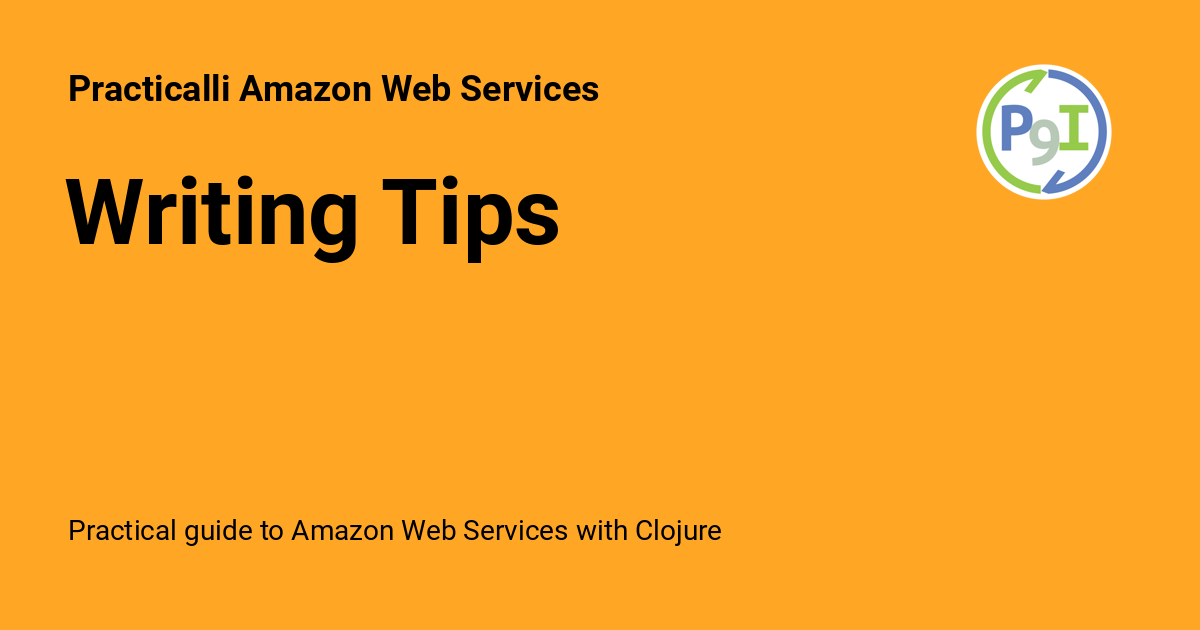 Practicalli Amazon Web Services
P9I
Writing Tips
Practical guide to Amazon Web Services with Clojure